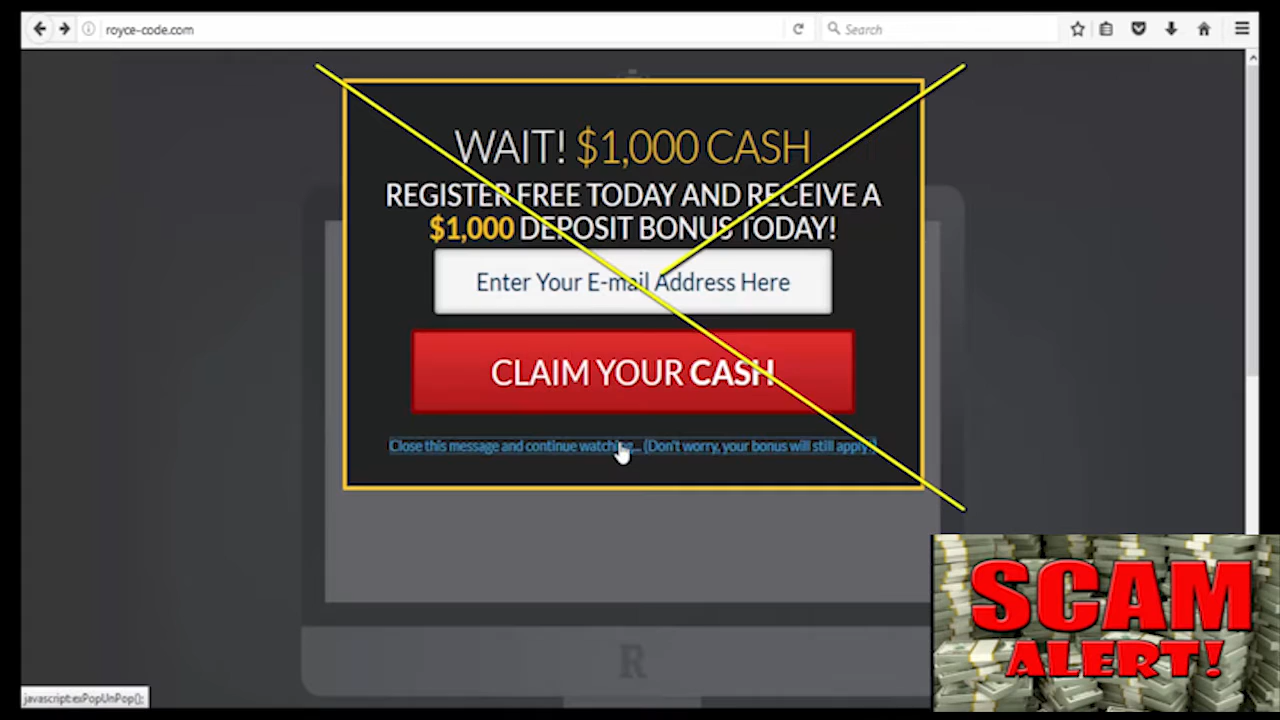 royce-code.com
Search
WAIT! $1,000 CASH
REGISTER FREE TODAY AND RECEIVE A
$1,000 DEPOSIT BONUS TODAY!
Enter Your E-mail Address Here
CLAIM YOUR CASH
Close this message and continue watching... (Don't worry, your bonus will still apply!)
R
SCAM
ALERT!
javascript:exPopUnPop();